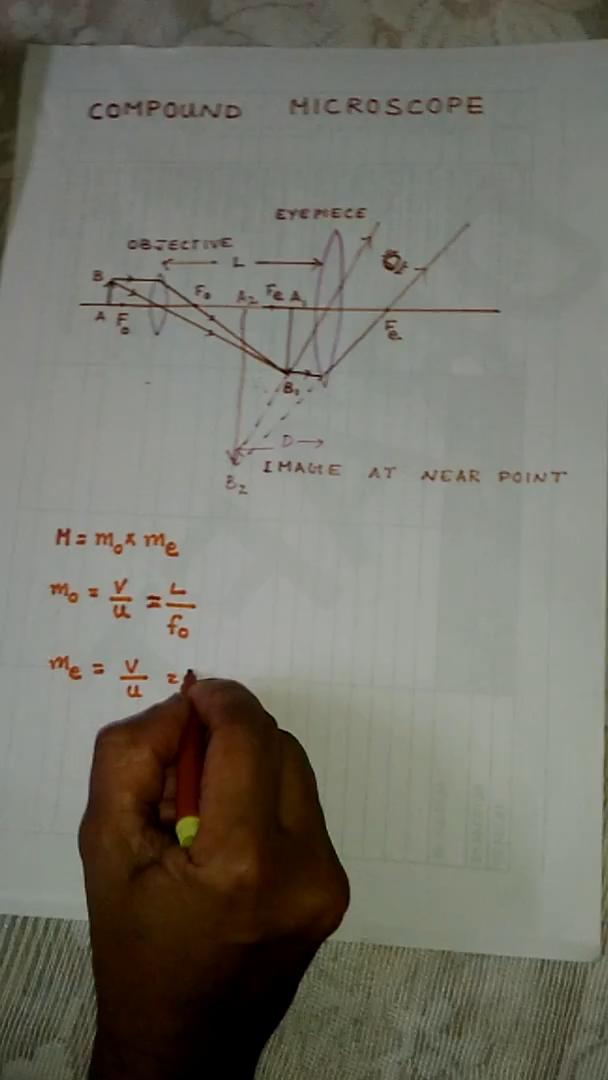 COMPOUND MICROSCOPE
EYEPIECE
OBJECTIVE
L
B
F₀ A₂ Fe A₁
A F₀ Fe
B₁
D
B₂ IMAGE AT NEAR POINT
M = m₀ × me
m₀ = V/u = L/f₀
me = V/u =